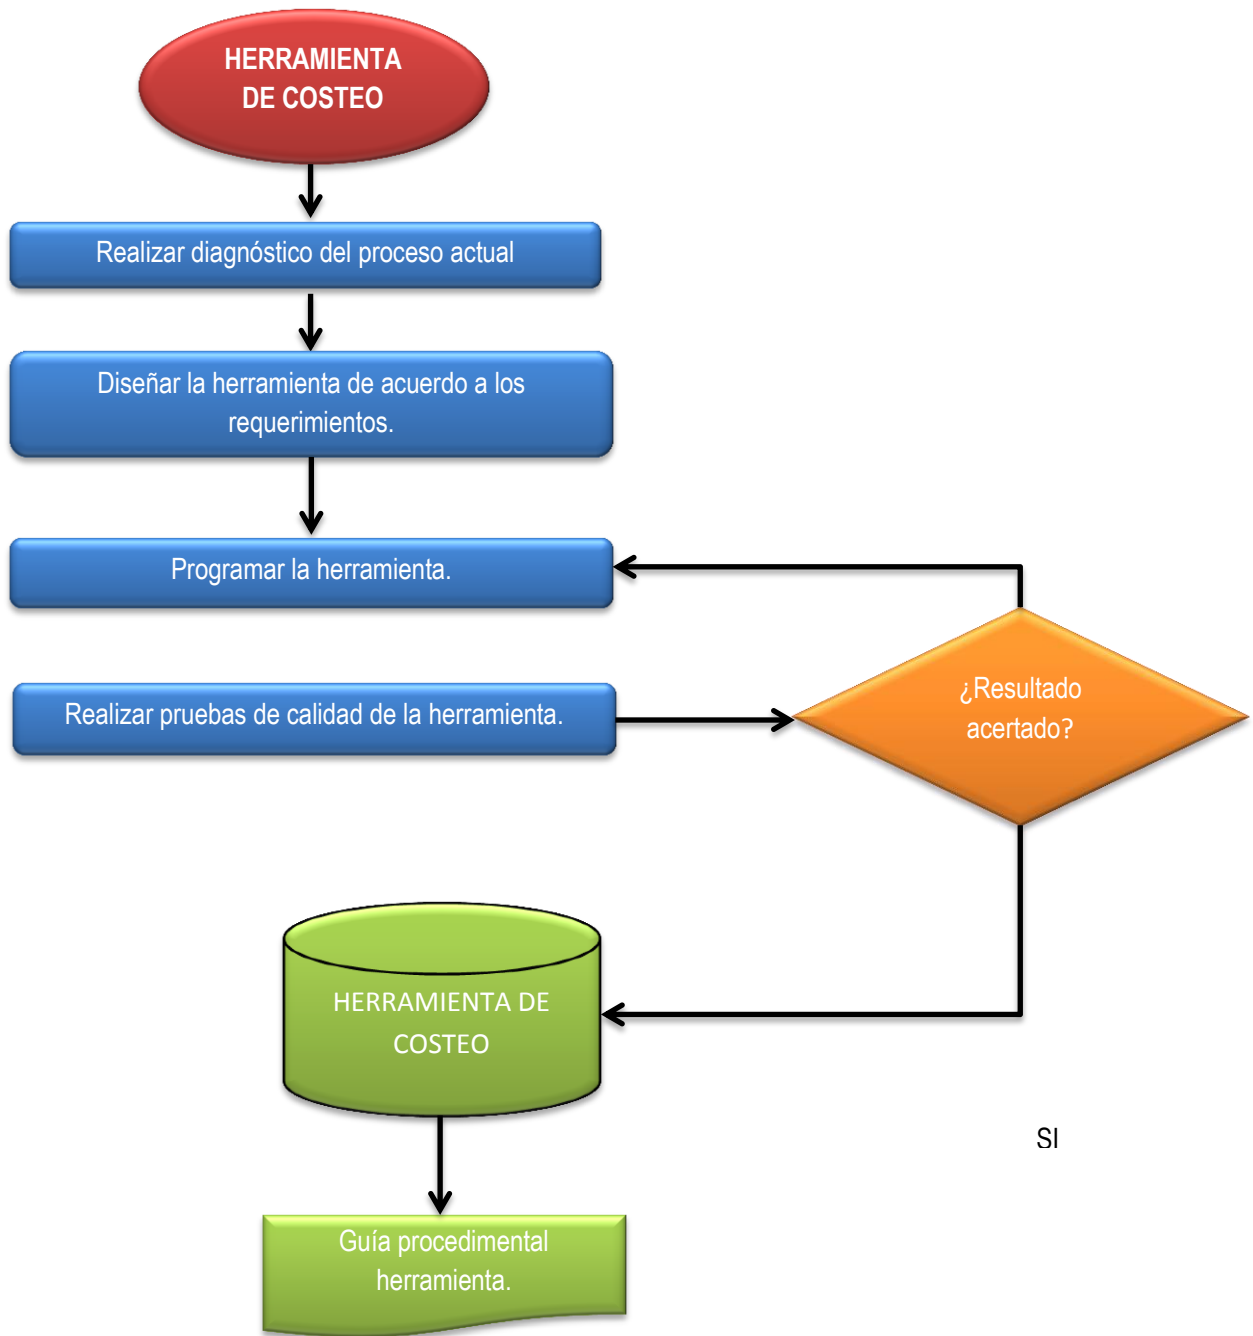 HERRAMIENTA
DE COSTEO
Realizar diagnóstico del proceso actual
Diseñar la herramienta de acuerdo a los
requerimientos.
Programar la herramienta.
Realizar pruebas de calidad de la herramienta.
¿Resultado
acertado?
HERRAMIENTA DE
COSTEO
SI
Guía procedimental
herramienta.